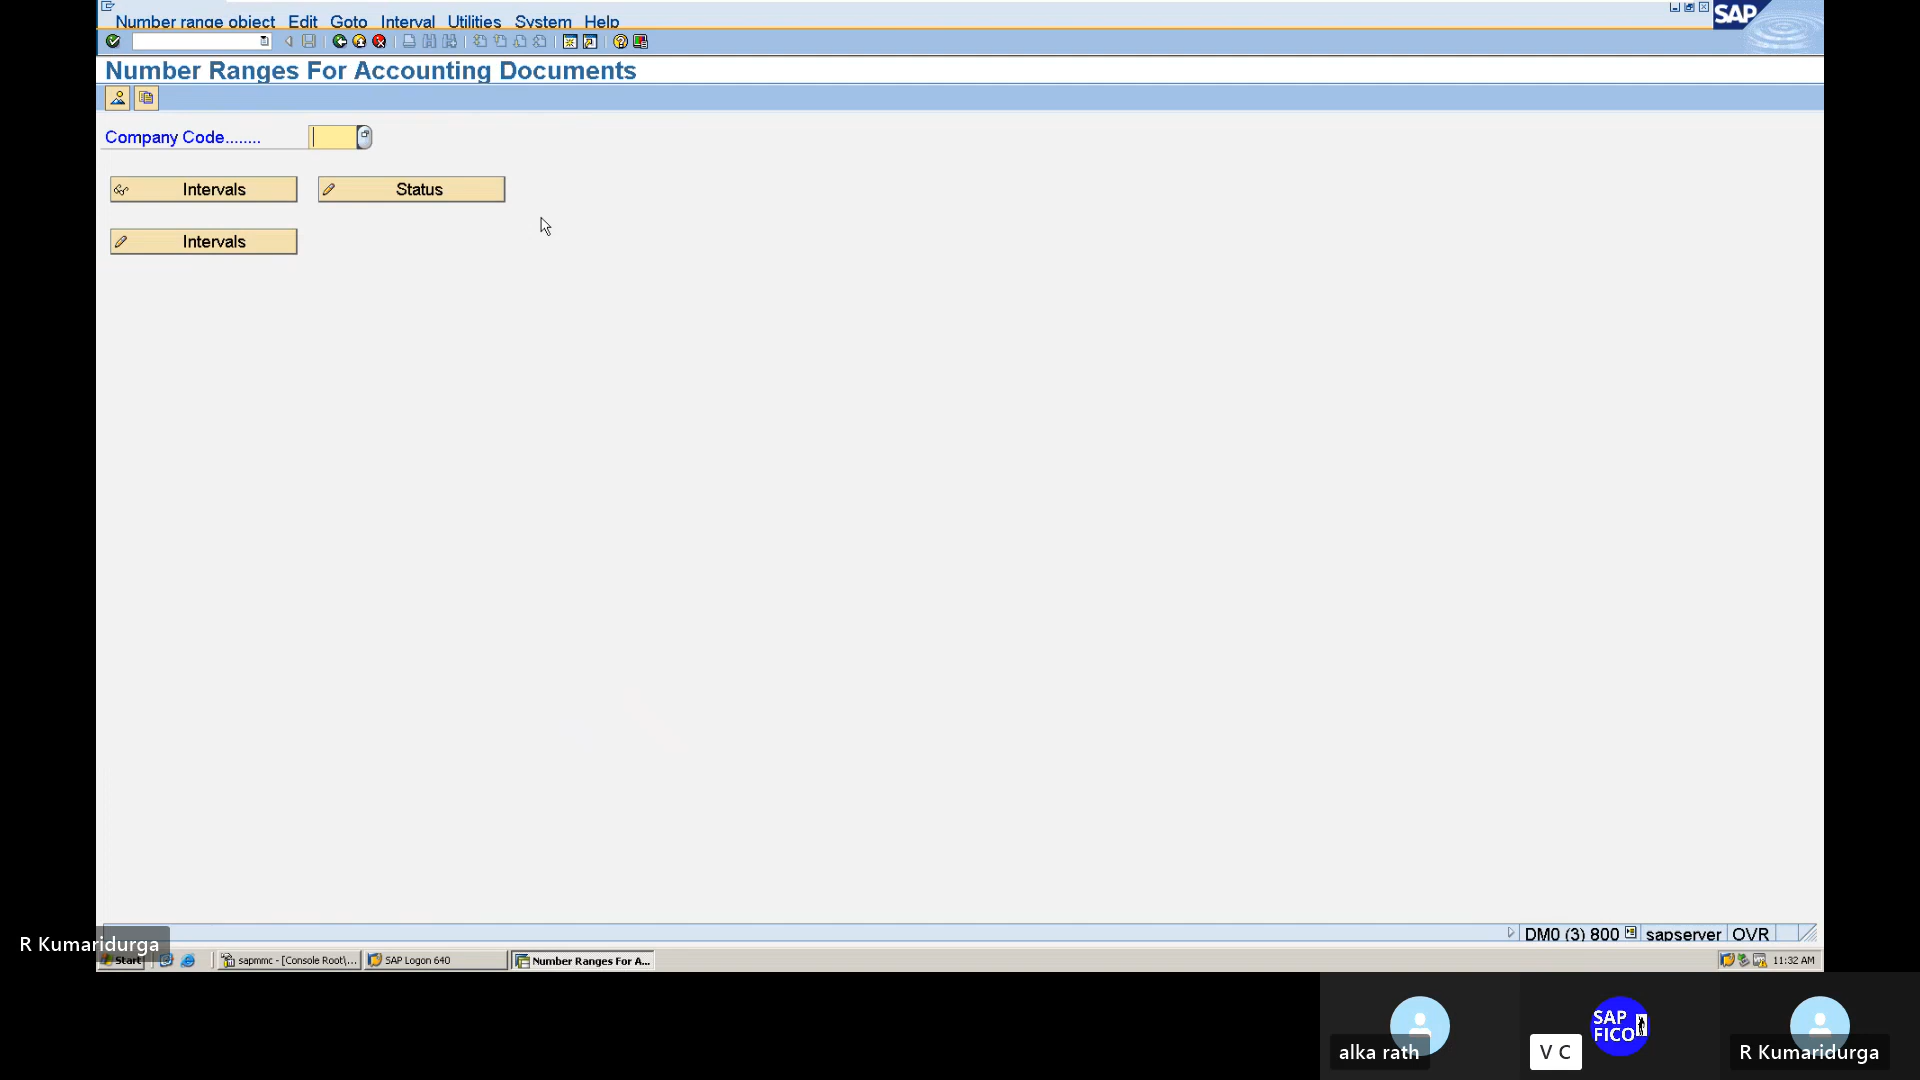 Number range object Edit Goto Interval Utilities System Help
SAP
Number Ranges For Accounting Documents
Company Code........
Intervals Status
Intervals
DM0 (3) 800 sapserver OVR
R Kumaridurga
Start sapmmc - [Console Root\... SAP Logon 640 Number Ranges For A... 11:32 AM
SAP
FICO
alka rath V C R Kumaridurga